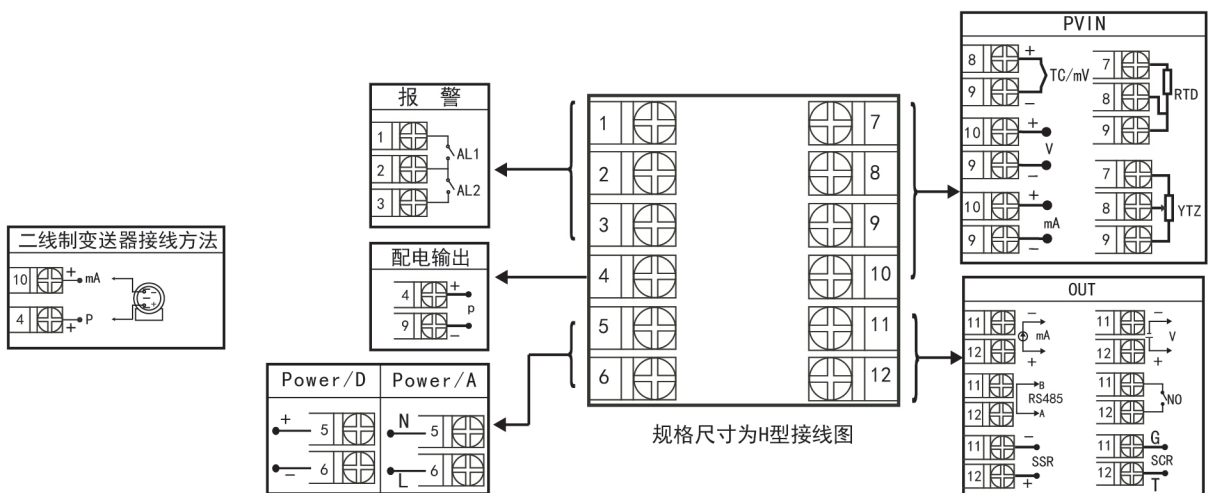 PVIN
8 + TC/mV
9 −
10 + V
9 −
10 + mA
9 −
7
8 RTD
9
7
8 YTZ
9
报 警
1
2 AL1
3 AL2
1
2
3
4
5
6
7
8
9
10
11
12
规格尺寸为H型接线图
二线制变送器接线方法
10 + mA −
4 + P +
配电输出
4 +
p
9 −
Power/D
+ 5
− 6
Power/A
N 5
L 6
OUT
11 −
mA
12 +
11 −
V
12 +
11 B
RS485
12 A
11
NO
12
11 −
SSR
12 +
11 G
SCR
12 T